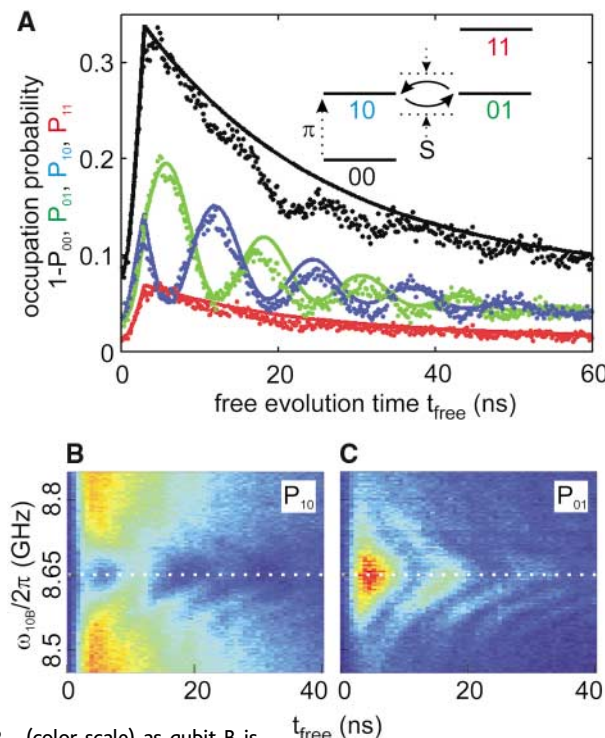 A
occupation probability
1-P00, P01, P10, P11
0.3
0.2
0.1
0
11
10
01
π
S
00
0
20
40
60
free evolution time tfree (ns)
B
C
ω10B/2π (GHz)
8.8
8.65
8.5
P10
P01
0
20
40
0
20
40
tfree (ns)
(color scale) as qubit B is